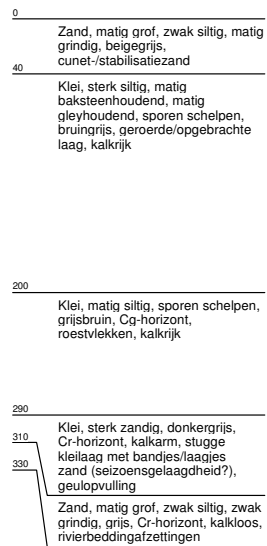 0
Zand, matig grof, zwak siltig, matig
grindig, beigegrijs,
cunet-/stabilisatiezand
40
Klei, sterk siltig, matig
baksteenhoudend, matig
gleyhoudend, sporen schelpen,
bruingrijs, geroerde/opgebrachte
laag, kalkrijk
200
Klei, matig siltig, sporen schelpen,
grijsbruin, Cg-horizont,
roestvlekken, kalkrijk
290
Klei, sterk zandig, donkergrijs,
Cr-horizont, kalkarm, stugge
kleilaag met bandjes/laagjes
zand (seizoensgelaagdheid?),
geulopvulling
310
Zand, matig grof, zwak siltig, zwak
grindig, grijs, Cr-horizont, kalkloos,
rivierbeddingafzettingen
330